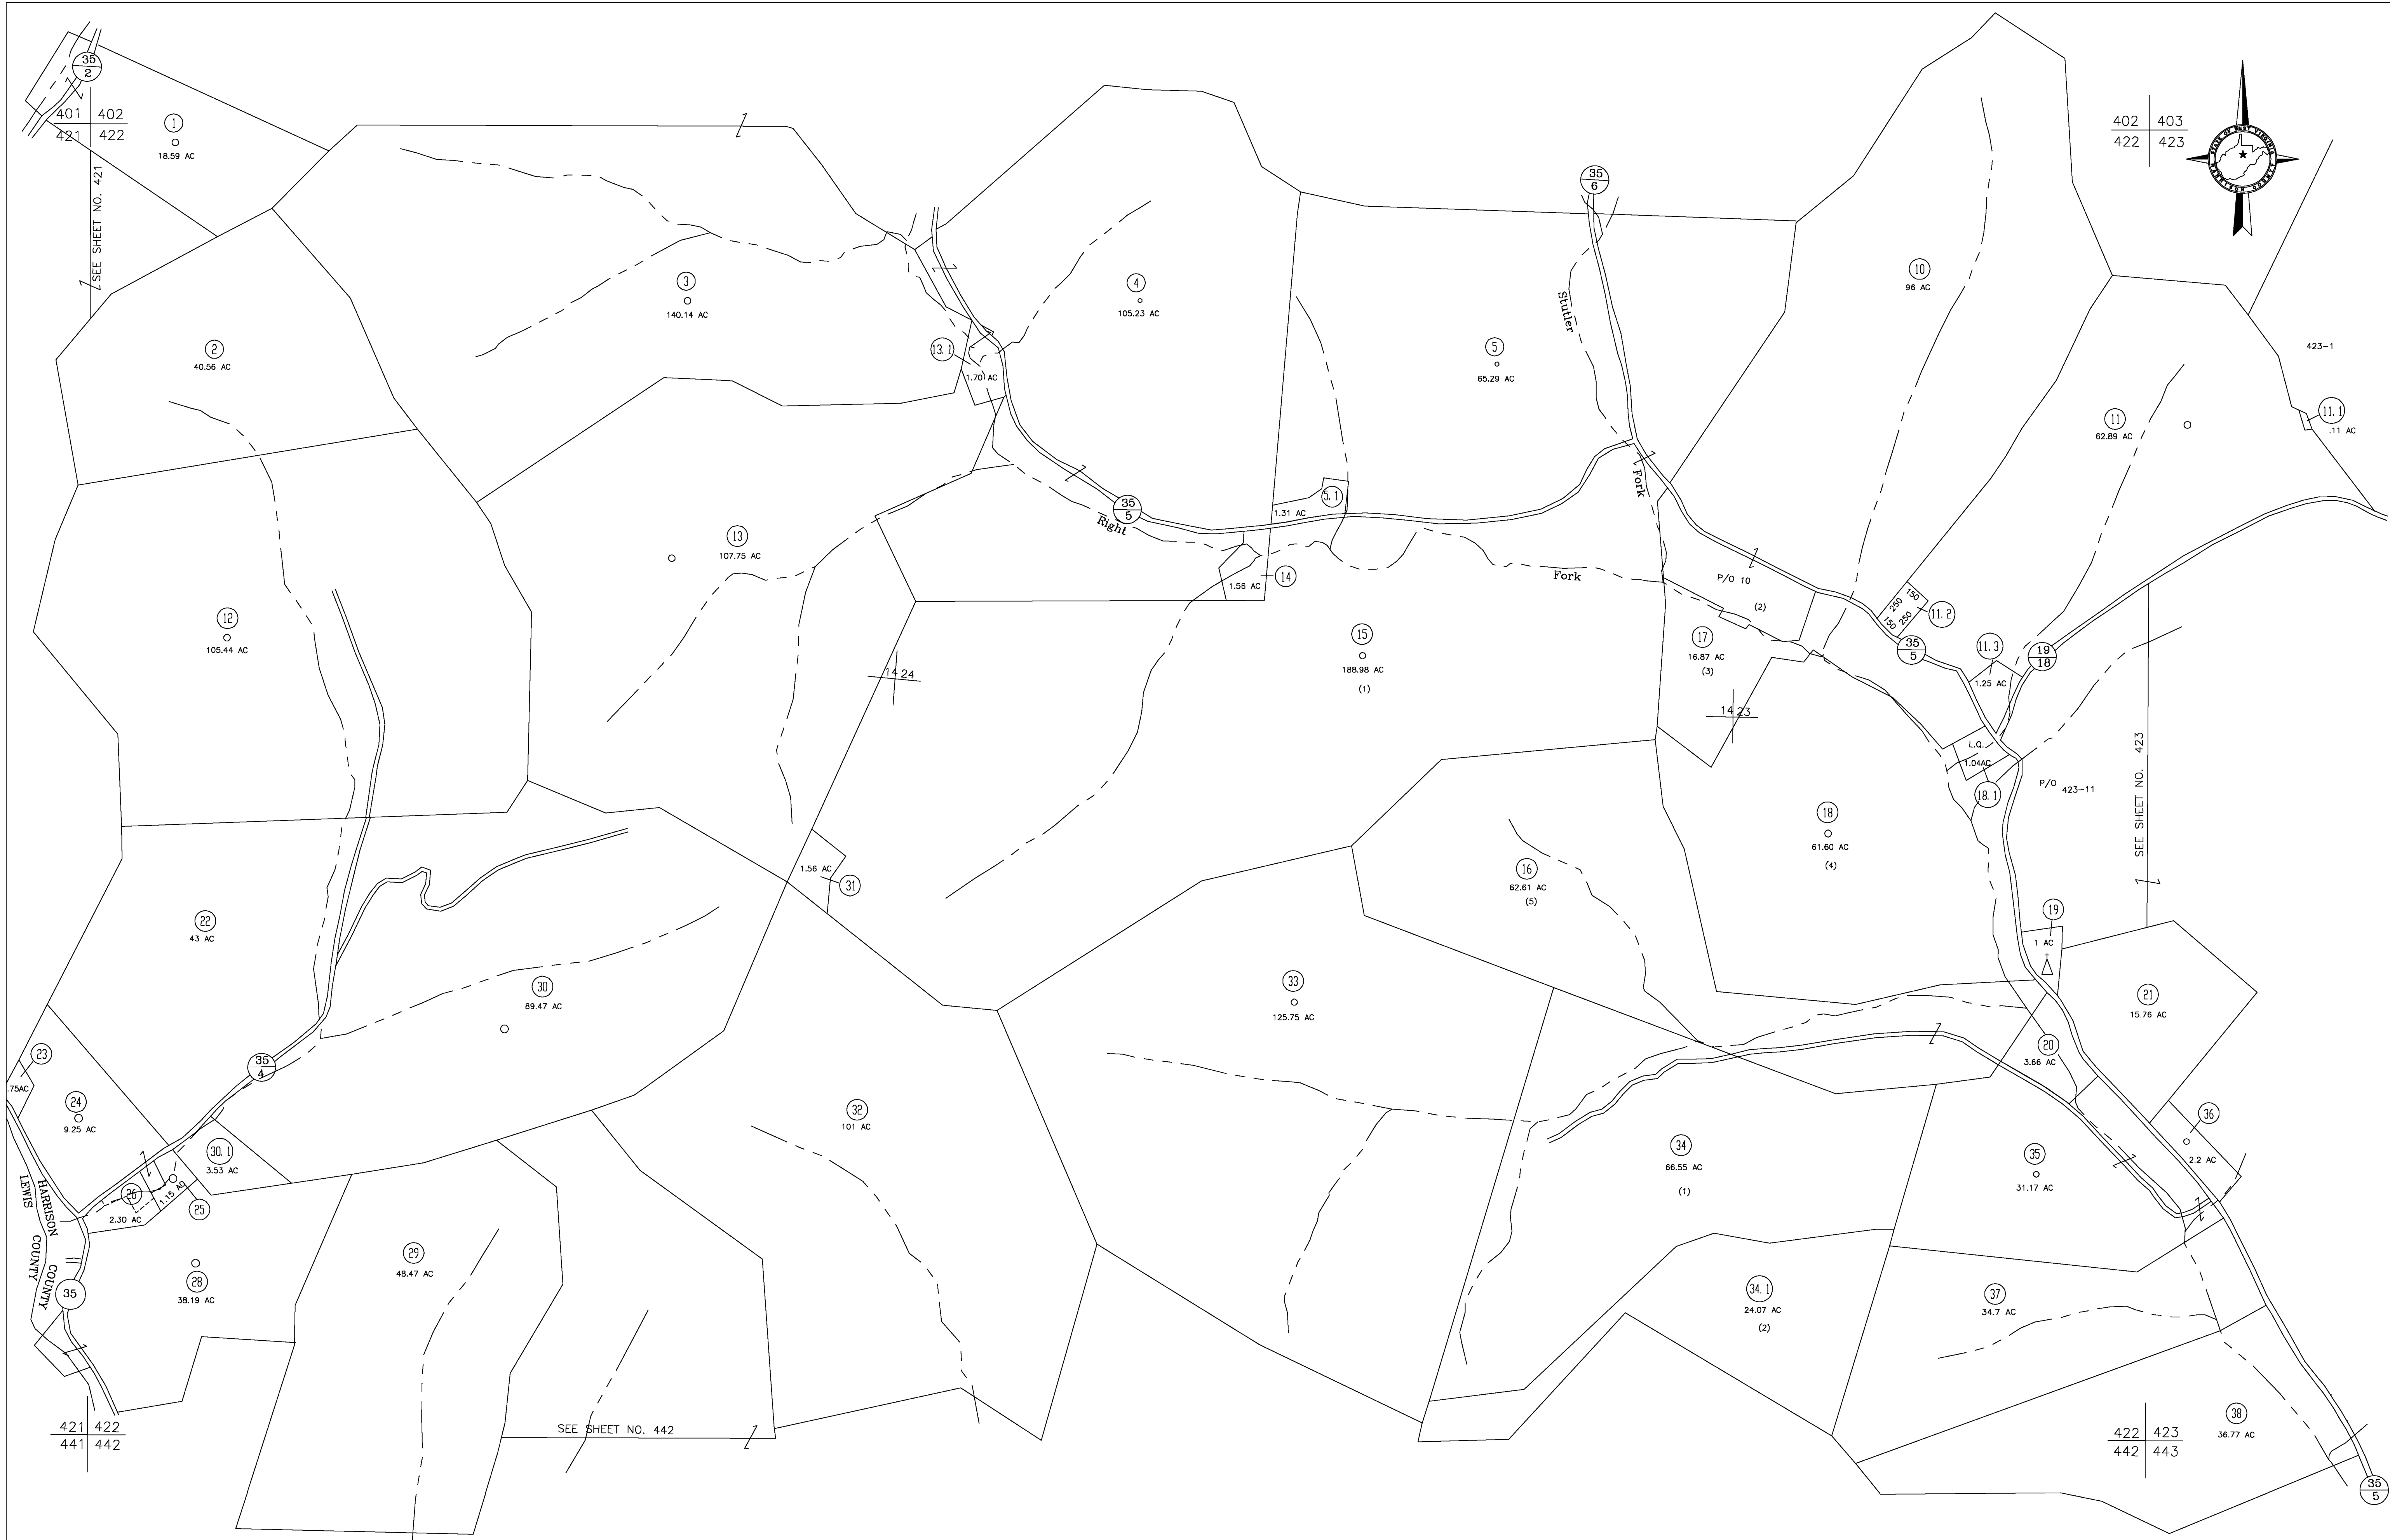 35
2
401 402
421 422
SEE SHEET NO. 421
1
18.59 AC
2
40.56 AC
3
140.14 AC
4
105.23 AC
13.1
1.70 AC
5
65.29 AC
5.1
1.31 AC
35
6
Stutler
Fork
10
96 AC
402 403
422 423
STATE OF WEST VIRGINIA
HARRISON COUNTY
423-1
11
62.89 AC
11.1
.11 AC
35
5
Right
Fork
12
105.44 AC
13
107.75 AC
14
1.56 AC
15
188.98 AC
(1)
14 24
P/O 10
(2)
17
16.87 AC
(3)
14 23
250
150
150
250
11.2
35
5
11.3
1.25 AC
19
18
L.Q.
1.04AC
18.1
P/O 423-11
SEE SHEET NO. 423
18
61.60 AC
(4)
16
62.61 AC
(5)
1.56 AC
31
22
43 AC
30
89.47 AC
33
125.75 AC
19
1 AC
21
15.76 AC
20
3.66 AC
23
.75AC
24
9.25 AC
35
4
30.1
3.53 AC
26
2.30 AC
1.15 AC
25
HARRISON
COUNTY
LEWIS
COUNTY
28
38.19 AC
35
29
48.47 AC
32
101 AC
34
66.55 AC
(1)
35
31.17 AC
36
2.2 AC
34.1
24.07 AC
(2)
37
34.7 AC
38
36.77 AC
421 422
441 442
SEE SHEET NO. 442
422 423
442 443
35
5